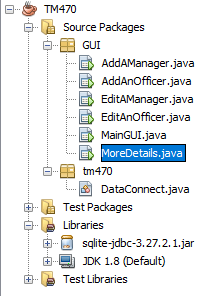 TM470
Source Packages
GUI
AddAManager.java
AddAnOfficer.java
EditAManager.java
EditAnOfficer.java
MainGUI.java
MoreDetails.java
tm470
DataConnect.java
Test Packages
Libraries
sqlite-jdbc-3.27.2.1.jar
JDK 1.8 (Default)
Test Libraries